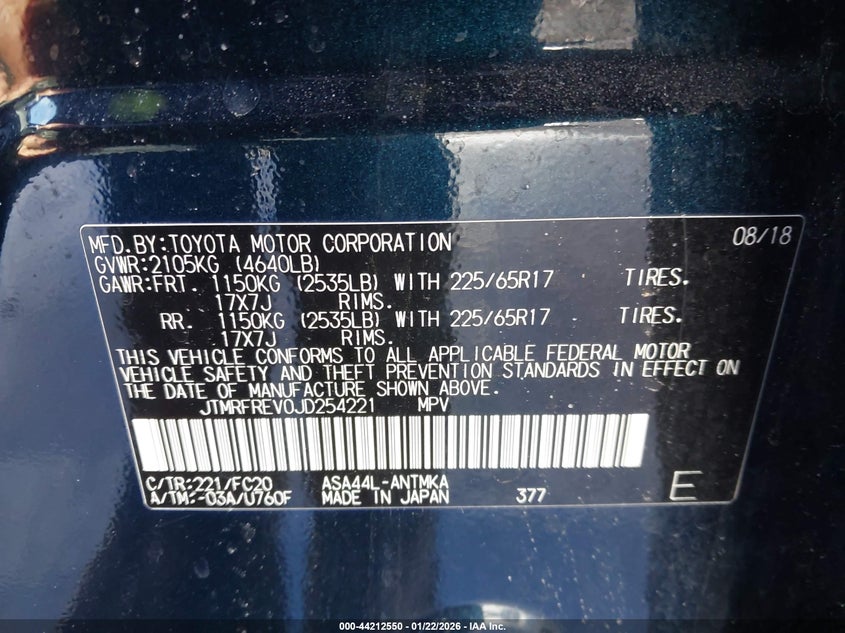 MFD.BY:TOYOTA MOTOR CORPORATION 08/18
GVWR:2105KG (4640LB)
GAWR:FRT. 1150KG (2535LB) WITH 225/65R17 TIRES.
17X7J RIMS.
RR. 1150KG (2535LB) WITH 225/65R17 TIRES.
17X7J RIMS.
THIS VEHICLE CONFORMS TO ALL APPLICABLE FEDERAL MOTOR
VEHICLE SAFETY AND THEFT PREVENTION STANDARDS IN EFFECT ON
THE DATE OF MANUFACTURE SHOWN ABOVE.
JTMRFREV0JD254221 MPV
C/TR:221/FC20 ASA44L-ANTMKA
A/TM:-03A/U760F MADE IN JAPAN 377 E
000-44212550 - 01/22/2026 - IAA Inc.